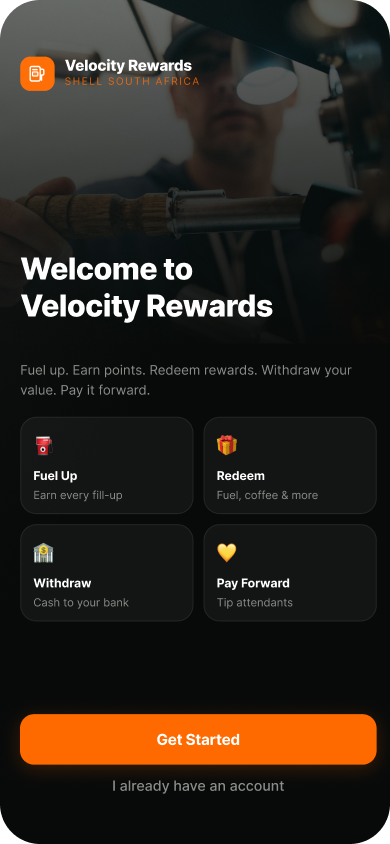 Velocity Rewards
SHELL SOUTH AFRICA
Welcome to
Velocity Rewards
Fuel up. Earn points. Redeem rewards. Withdraw your
value. Pay it forward.
Fuel Up
Earn every fill-up
Redeem
Fuel, coffee & more
Withdraw
Cash to your bank
Pay Forward
Tip attendants
Get Started
I already have an account